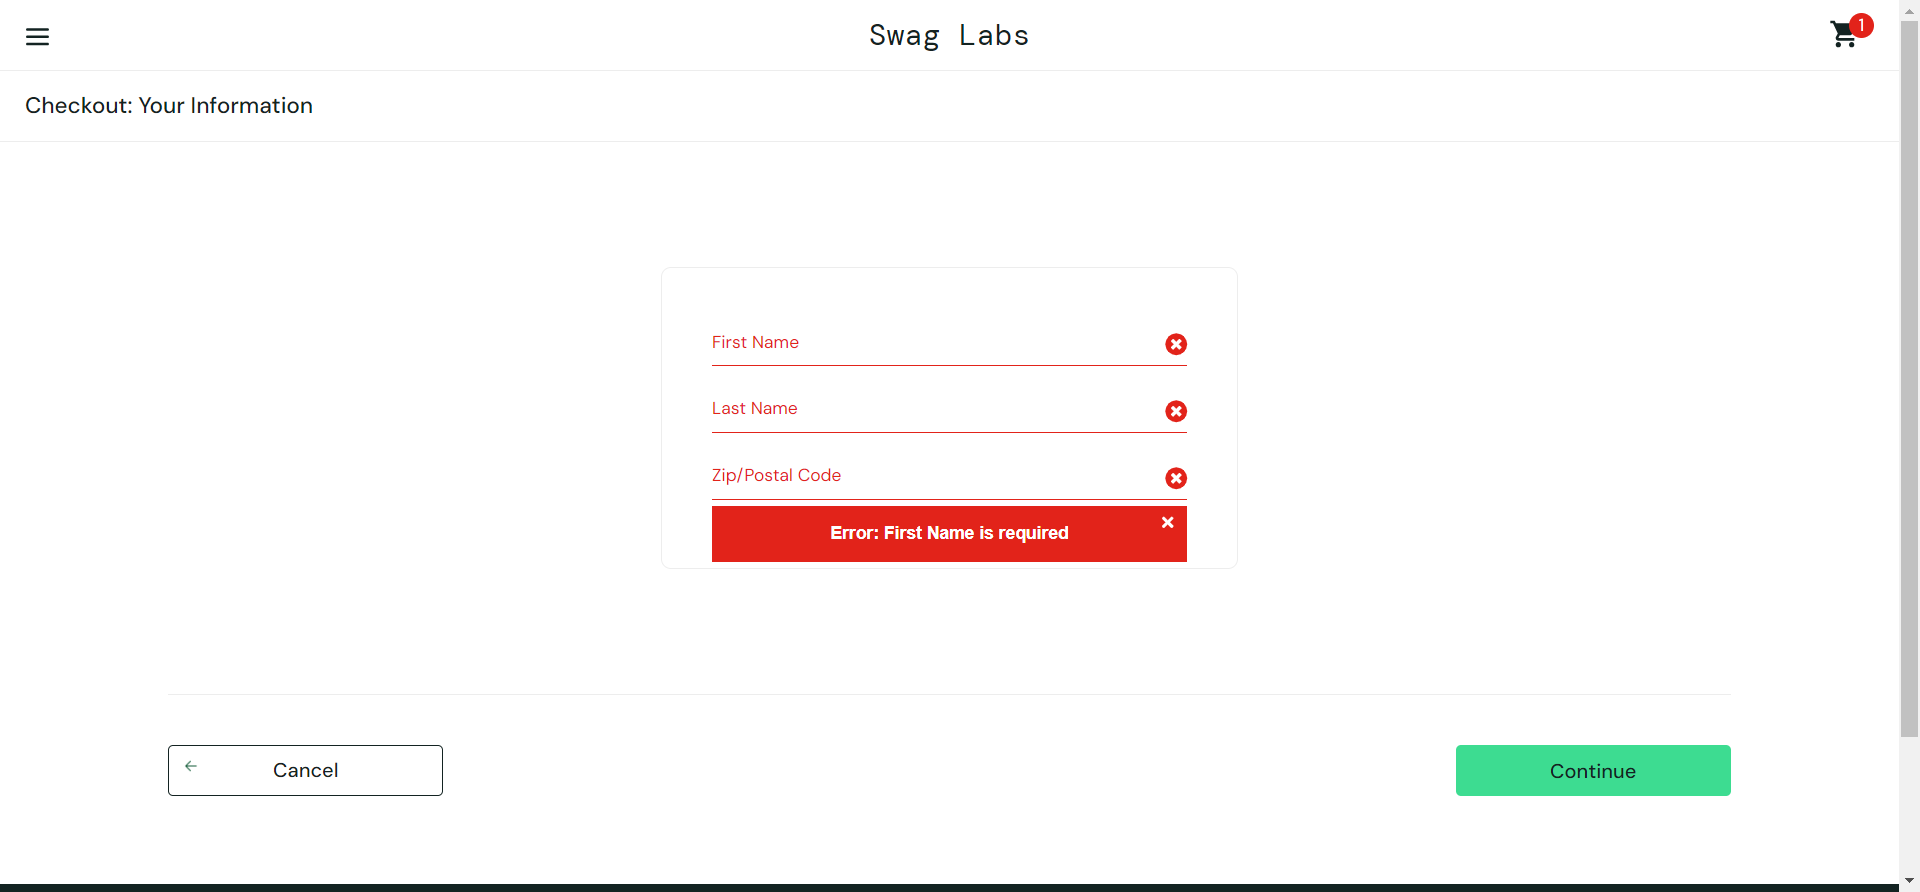 Swag Labs
1
Checkout: Your Information
First Name
Last Name
Zip/Postal Code
Error: First Name is required
Cancel
Continue